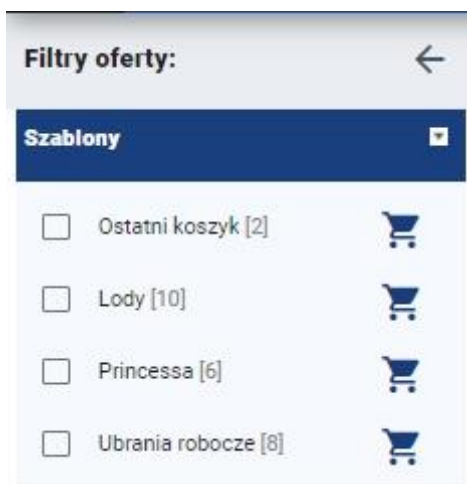 Filtry oferty:
Szablony
Ostatni koszyk [2]
Lody [10]
Princessa [6]
Ubrania robocze [8]